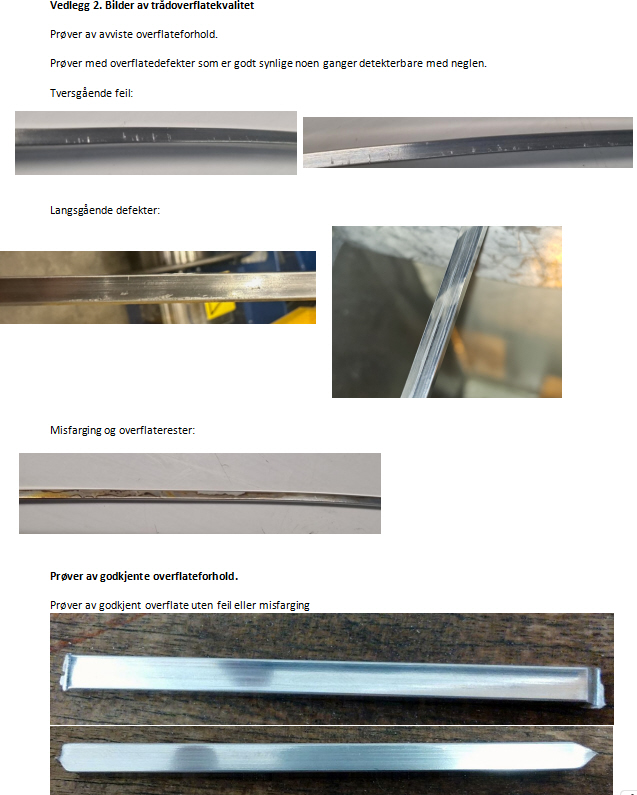 Vedlegg 2. Bilder av trådoverflatekvalitet
Prøver av avviste overflateforhold.
Prøver med overflatedefekter som er godt synlige noen ganger detekterbare med neglen.
Tversgående feil:
Langsgående defekter:
Misfarging og overflaterester:
Prøver av godkjente overflateforhold.
Prøver av godkjent overflate uten feil eller misfarging